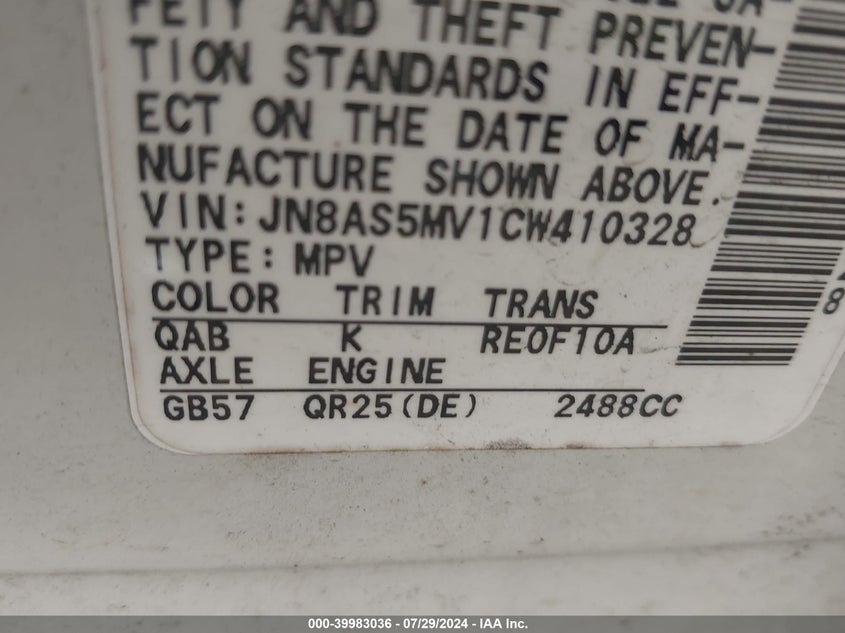 FETY AND THEFT PREVEN-
TION STANDARDS IN EFF-
ECT ON THE DATE OF MA-
NUFACTURE SHOWN ABOVE.
VIN: JN8AS5MV1CW410328
TYPE: MPV
COLOR TRIM TRANS
QAB K RE0F10A
AXLE ENGINE
GB57 QR25(DE) 2488CC
8
000-39983036 - 07/29/2024 - IAA Inc.